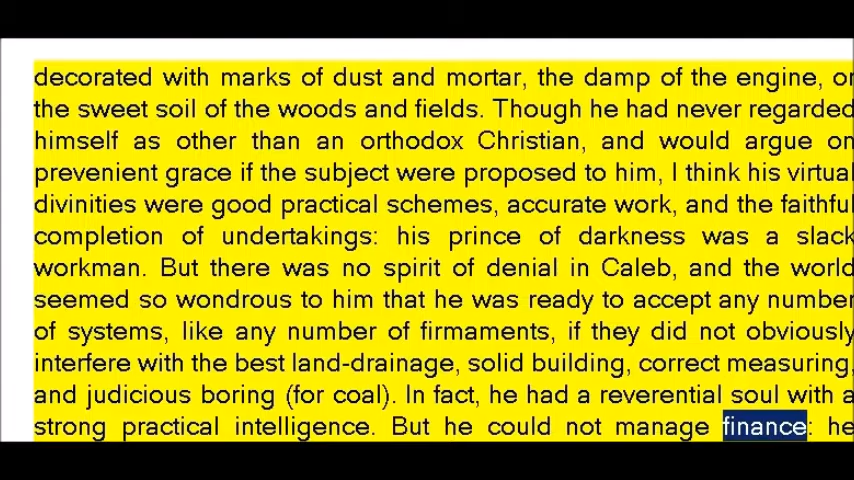 decorated with marks of dust and mortar, the damp of the engine, or
the sweet soil of the woods and fields. Though he had never regarded
himself as other than an orthodox Christian, and would argue on
prevenient grace if the subject were proposed to him, I think his virtual
divinities were good practical schemes, accurate work, and the faithful
completion of undertakings: his prince of darkness was a slack
workman. But there was no spirit of denial in Caleb, and the world
seemed so wondrous to him that he was ready to accept any number
of systems, like any number of firmaments, if they did not obviously
interfere with the best land-drainage, solid building, correct measuring,
and judicious boring (for coal). In fact, he had a reverential soul with a
strong practical intelligence. But he could not manage finance: he